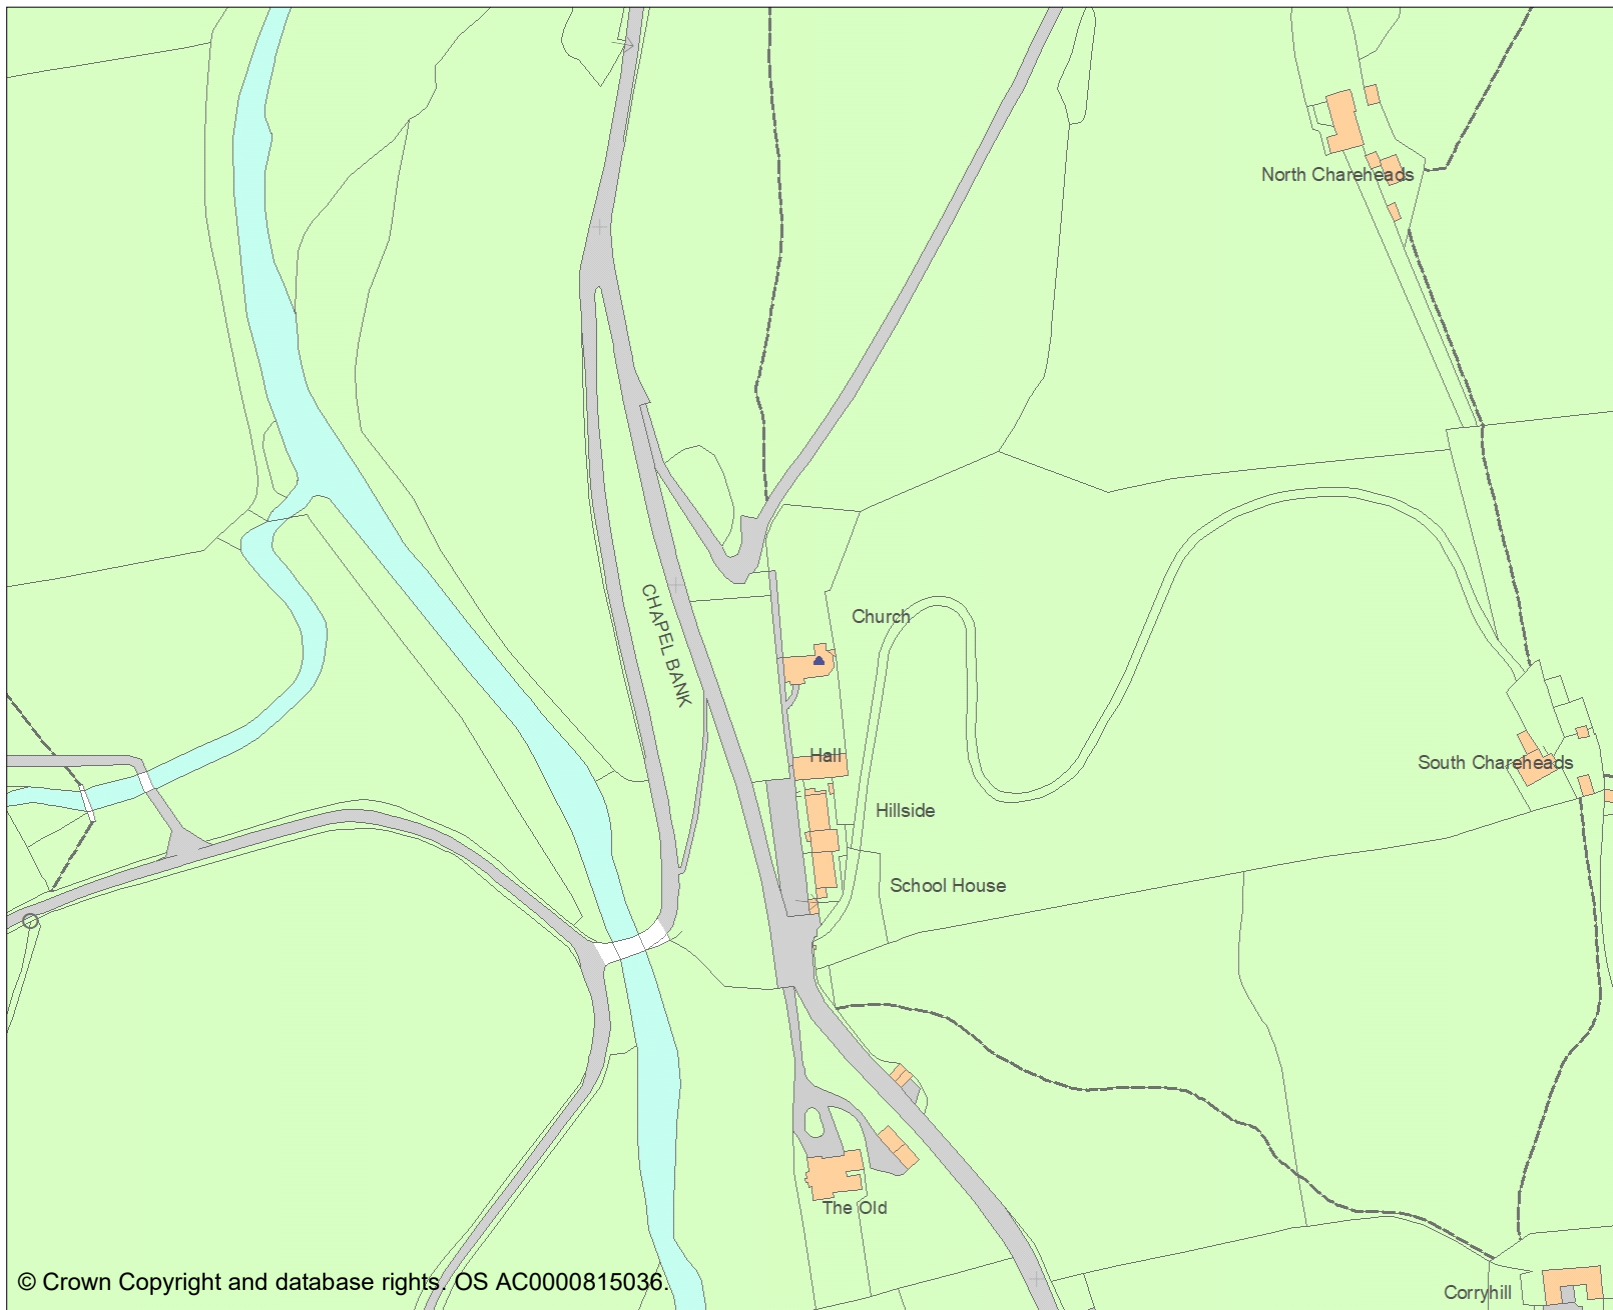 North Chareheads
Church
CHAPEL BANK
Hall
South Chareheads
Hillside
School House
The Old
© Crown Copyright and database rights. OS AC0000815036.
Corryhill